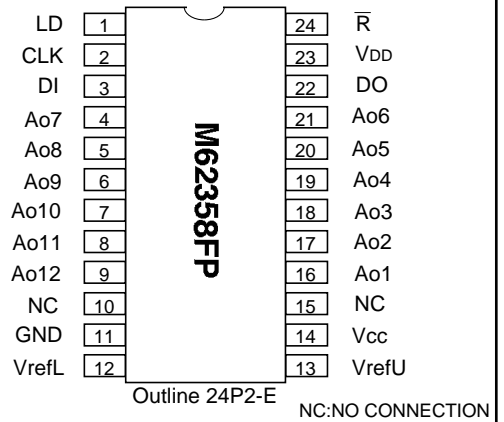 LD 1 24 R̅
CLK 2 23 VDD
DI 3 22 DO
Ao7 4 21 Ao6
Ao8 5 20 Ao5
Ao9 6 19 Ao4
Ao10 7 18 Ao3
Ao11 8 17 Ao2
Ao12 9 16 Ao1
NC 10 15 NC
GND 11 14 Vcc
VrefL 12 13 VrefU
M62358FP
Outline 24P2-E
NC:NO CONNECTION